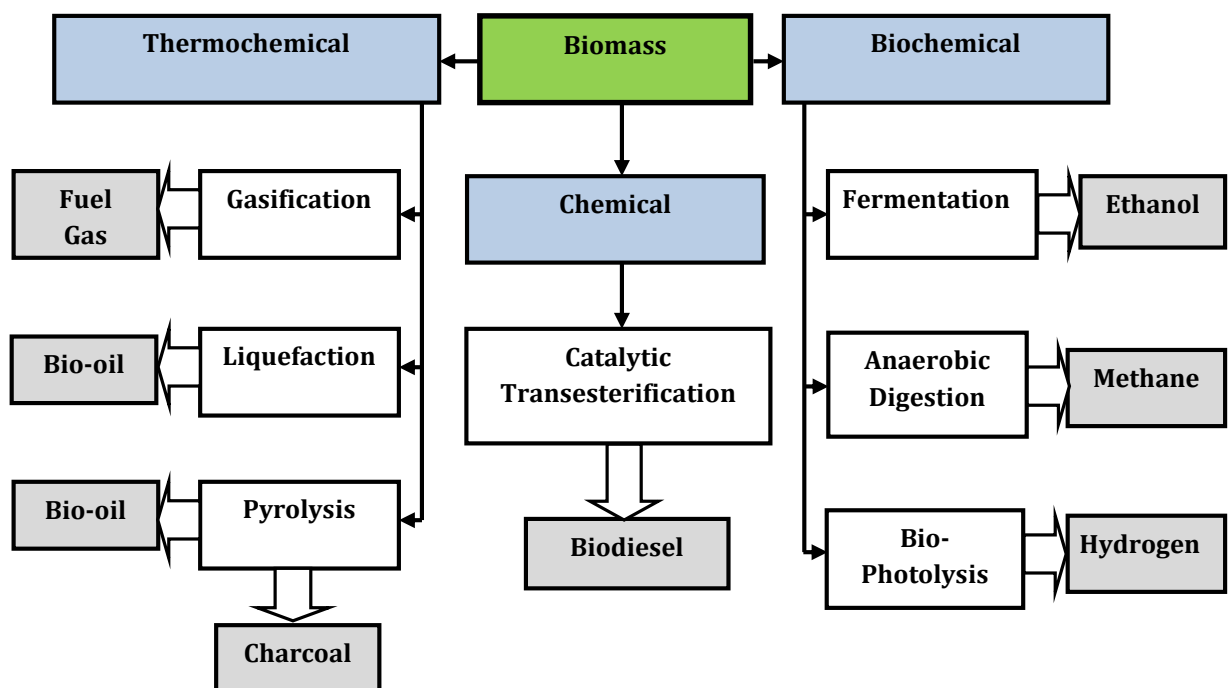 Thermochemical
Biomass
Biochemical
Fuel
Gas
Gasification
Chemical
Fermentation
Ethanol
Bio-oil
Liquefaction
Catalytic
Transesterification
Anaerobic
Digestion
Methane
Bio-oil
Pyrolysis
Biodiesel
Bio-
Photolysis
Hydrogen
Charcoal